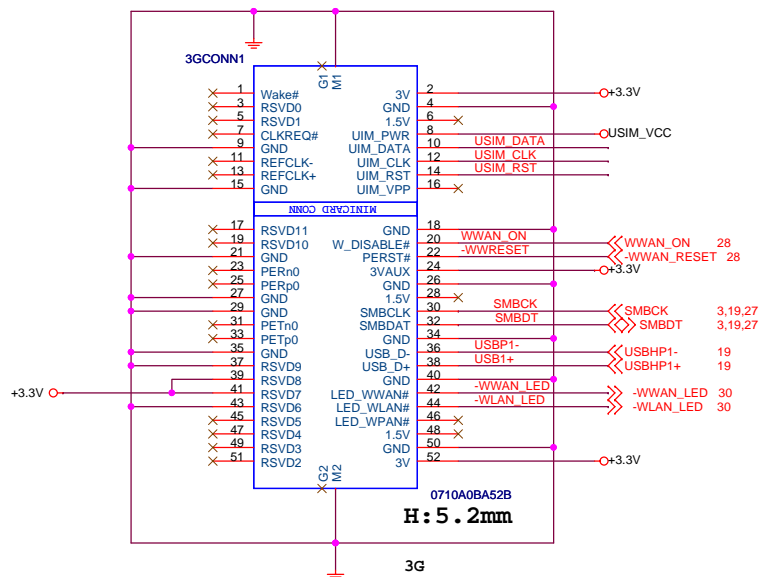 3GCONN1
G1
M1
1 Wake# 3V 2 +3.3V
3 RSVD0 GND 4
5 RSVD1 1.5V 6
7 CLKREQ# UIM_PWR 8 USIM_VCC
9 GND UIM_DATA 10 USIM_DATA
11 REFCLK- UIM_CLK 12 USIM_CLK
13 REFCLK+ UIM_RST 14 USIM_RST
15 GND UIM_VPP 16
MINICARD CONN
17 RSVD11 GND 18
19 RSVD10 W_DISABLE# 20 WWAN_ON WWAN_ON 28
21 GND PERST# 22 -WWRESET -WWAN_RESET 28
23 PERn0 3VAUX 24 +3.3V
25 PERp0 GND 26
27 GND 1.5V 28
29 GND SMBCLK 30 SMBCK SMBCK 3,19,27
31 PETn0 SMBDAT 32 SMBDT SMBDT 3,19,27
33 PETp0 GND 34
35 GND USB_D- 36 USBP1- USBHP1- 19
37 RSVD9 USB_D+ 38 USB1+ USBHP1+ 19
39 RSVD8 GND 40
+3.3V 41 RSVD7 LED_WWAN# 42 -WWAN_LED -WWAN_LED 30
43 RSVD6 LED_WLAN# 44 -WLAN_LED -WLAN_LED 30
45 RSVD5 LED_WPAN# 46
47 RSVD4 1.5V 48
49 RSVD3 GND 50
51 RSVD2 3V 52 +3.3V
G2
M2
0710A0BA52B
H:5.2mm
3G